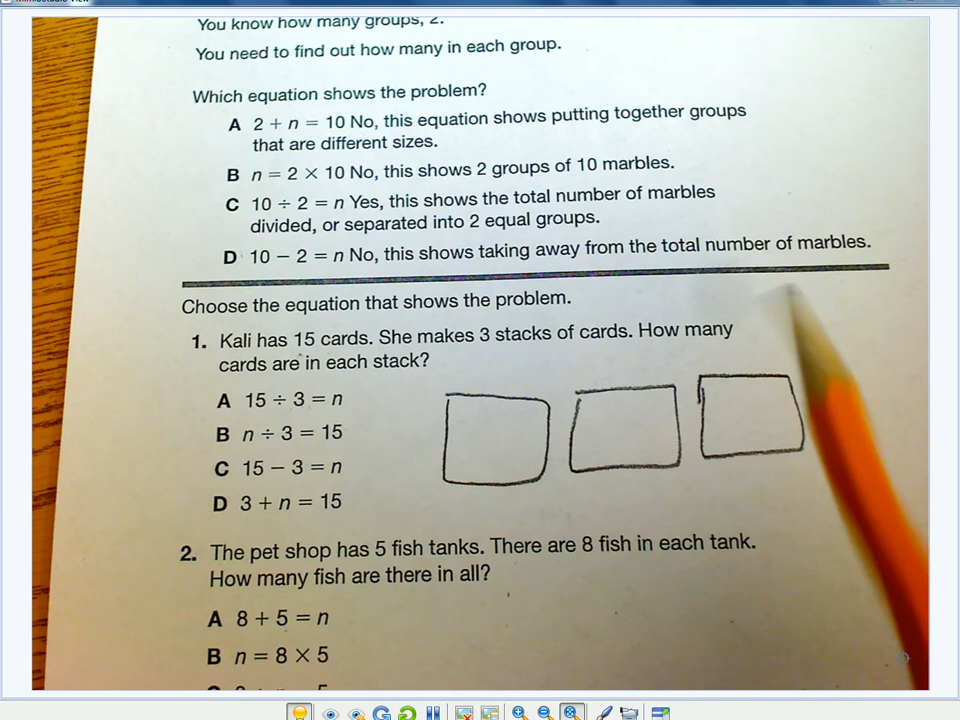 You know how many groups, 2.
You need to find out how many in each group.
Which equation shows the problem?
A 2 + n = 10 No, this equation shows putting together groups
that are different sizes.
B n = 2 × 10 No, this shows 2 groups of 10 marbles.
C 10 ÷ 2 = n Yes, this shows the total number of marbles
divided, or separated into 2 equal groups.
D 10 − 2 = n No, this shows taking away from the total number of marbles.
Choose the equation that shows the problem.
1. Kali has 15 cards. She makes 3 stacks of cards. How many
cards are in each stack?
A 15 ÷ 3 = n
B n ÷ 3 = 15
C 15 − 3 = n
D 3 + n = 15
2. The pet shop has 5 fish tanks. There are 8 fish in each tank.
How many fish are there in all?
A 8 + 5 = n
B n = 8 × 5